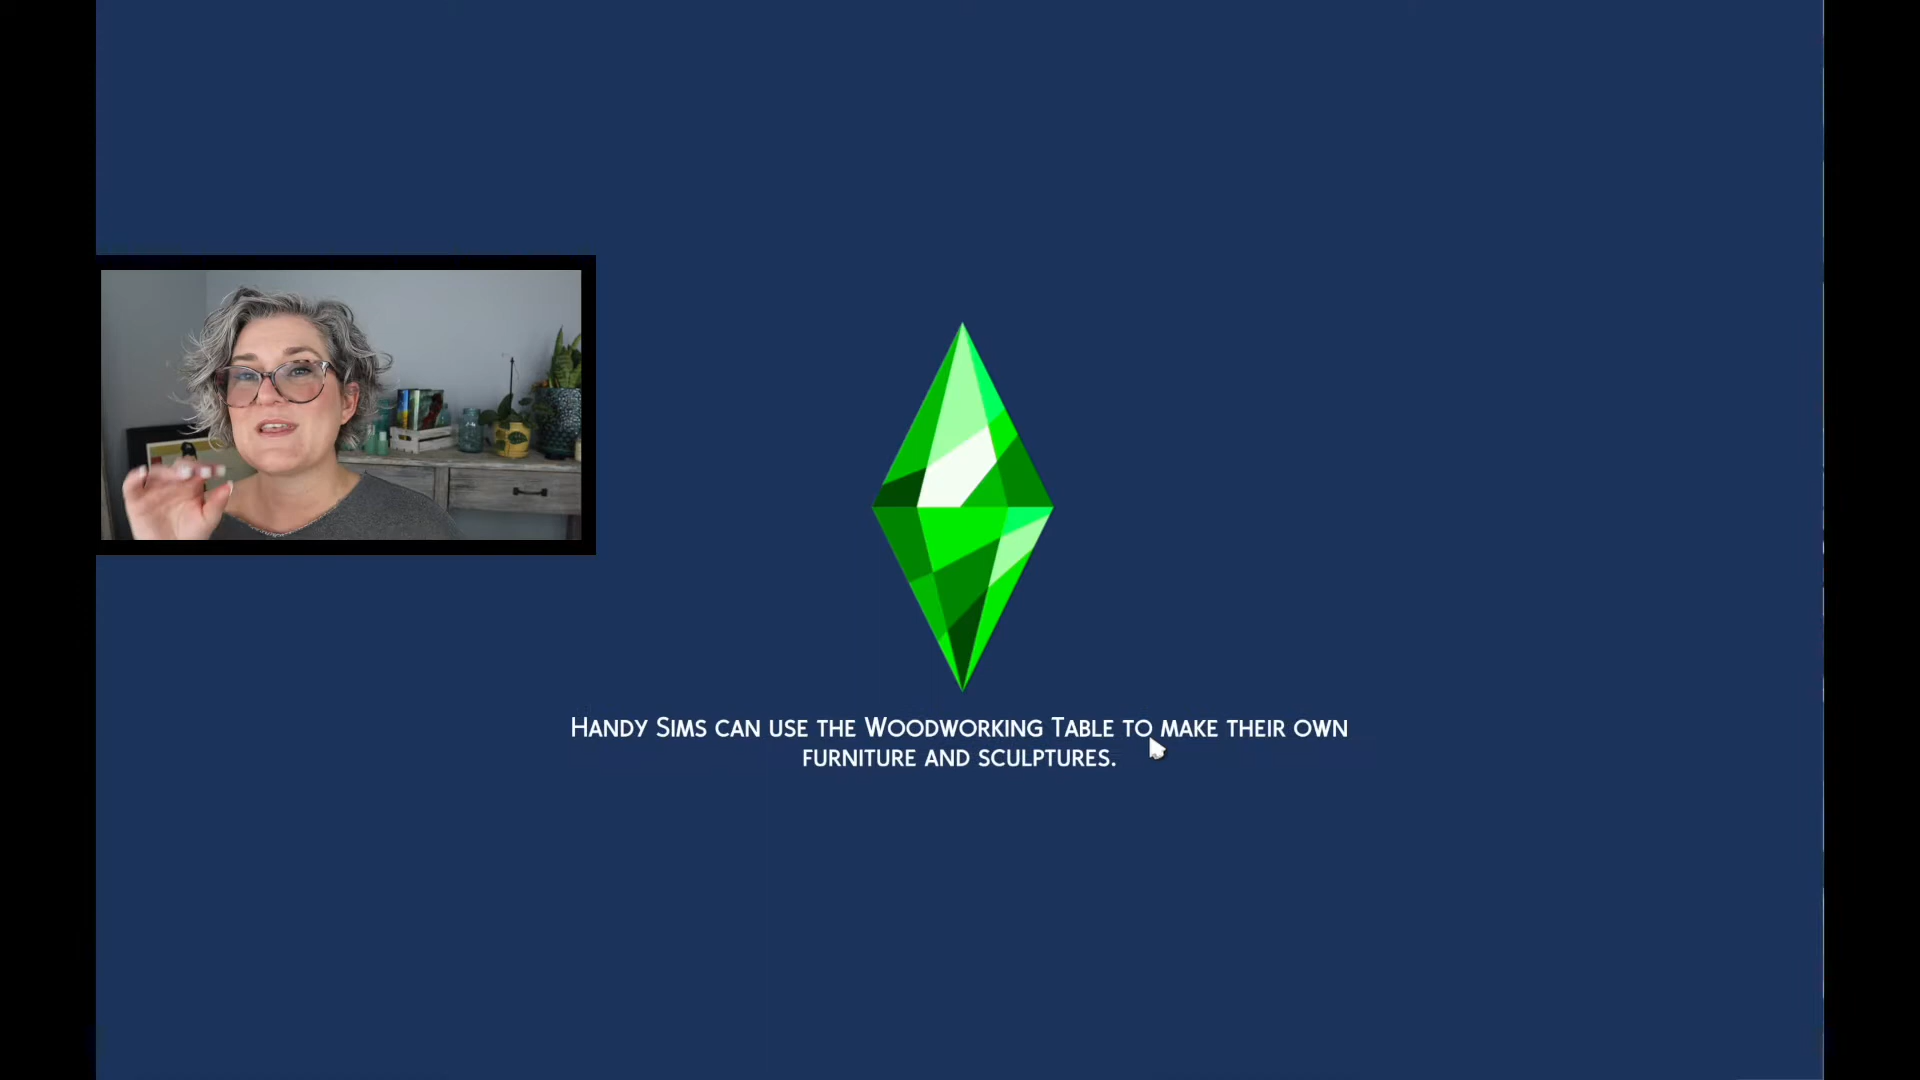 Handy Sims can use the Woodworking Table to make their own
furniture and sculptures.